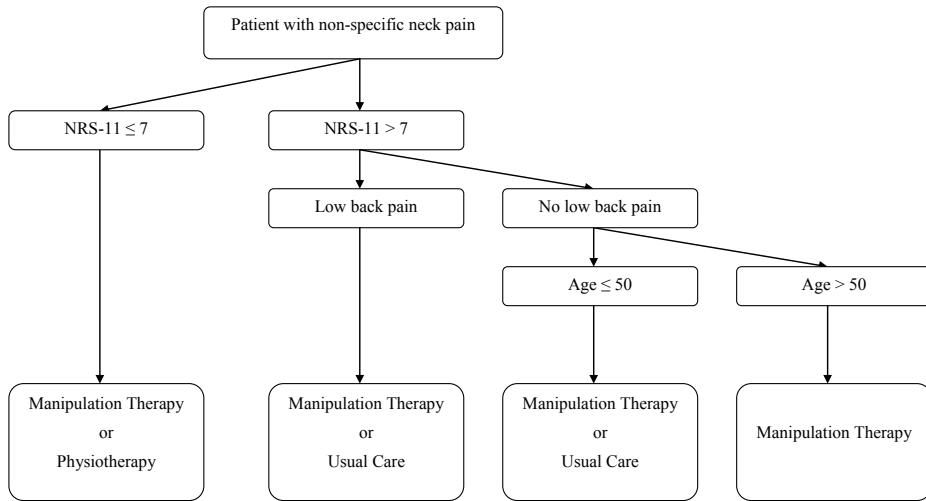 Patient with non-specific neck pain
NRS-11 ≤ 7
NRS-11 > 7
Low back pain
No low back pain
Age ≤ 50
Age > 50
Manipulation Therapy
or
Physiotherapy
Manipulation Therapy
or
Usual Care
Manipulation Therapy
or
Usual Care
Manipulation Therapy